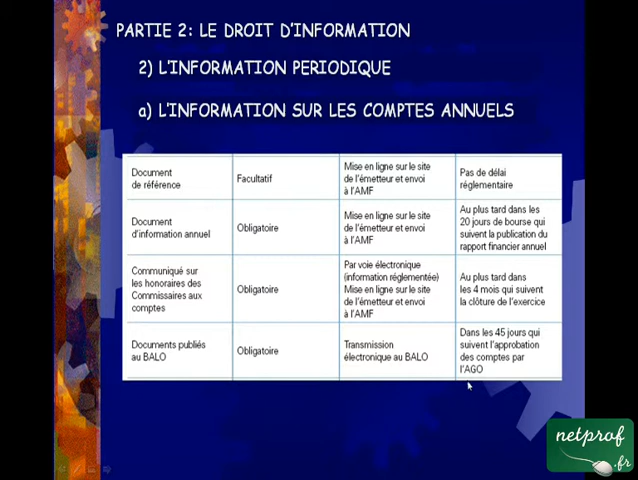 PARTIE 2: LE DROIT D'INFORMATION
2) L'INFORMATION PERIODIQUE
a) L'INFORMATION SUR LES COMPTES ANNUELS
Document
de référence
Facultatif
Mise en ligne sur le site
de l'émetteur et envoi
à l'AMF
Pas de délai
réglementaire
Document
d'information annuel
Obligatoire
Mise en ligne sur le site
de l'émetteur et envoi
à l'AMF
Au plus tard dans les
20 jours de bourse qui
suivent la publication du
rapport financier annuel
Communiqué sur
les honoraires des
Commissaires aux
comptes
Obligatoire
Par voie électronique
(information réglementée)
Mise en ligne sur le site
de l'émetteur et envoi
à l'AMF
Au plus tard dans
les 4 mois qui suivent
la clôture de l'exercice
Documents publiés
au BALO
Obligatoire
Transmission
électronique au BALO
Dans les 45 jours qui
suivent l'approbation
des comptes par
l'AGO
netprof
.fr